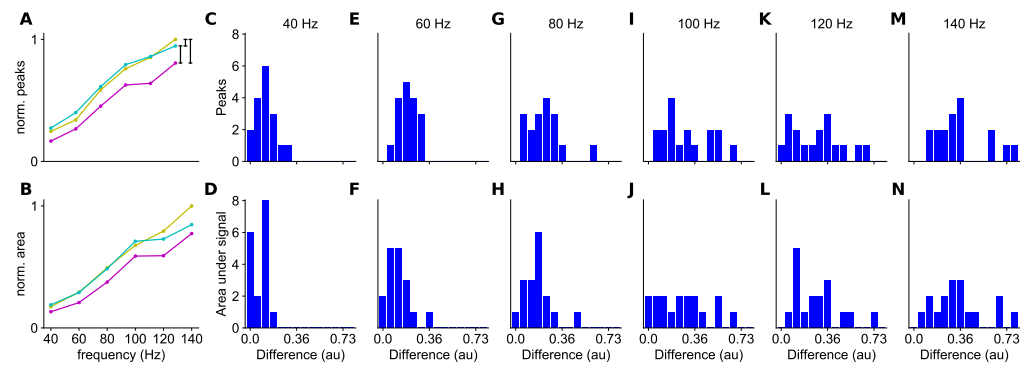 A
C
40 Hz
E
60 Hz
G
80 Hz
I
100 Hz
K
120 Hz
M
140 Hz
norm. peaks
1
0
Peaks
8
6
4
2
0
B
D
F
H
J
L
N
norm. area
1
0
40 60 80 100 120 140
frequency (Hz)
Area under signal
8
6
4
2
0
0.0 0.36 0.73
Difference (au)
0.0 0.36 0.73
Difference (au)
0.0 0.36 0.73
Difference (au)
0.0 0.36 0.73
Difference (au)
0.0 0.36 0.73
Difference (au)
0.0 0.36 0.73
Difference (au)